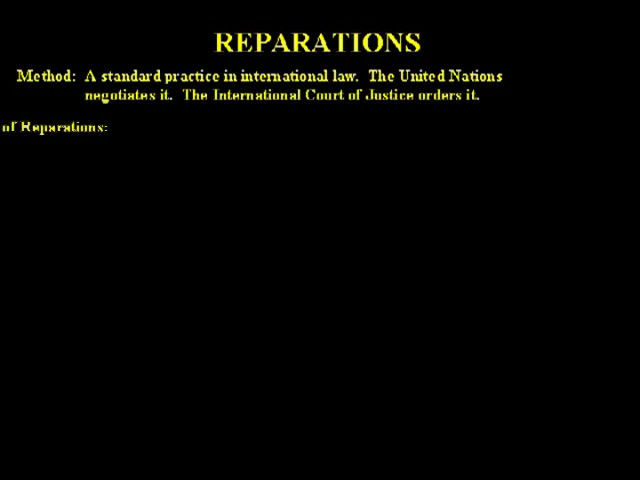 REPARATIONS
Method: A standard practice in international law. The United Nations
negotiates it. The International Court of Justice orders it.
of Reparations: